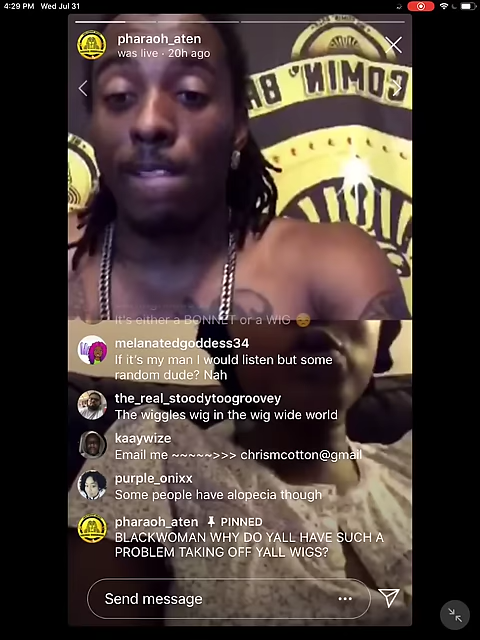 4:29 PM Wed Jul 31
pharaoh_aten
was live · 20h ago
COMIN' BA
It's either a BONNET or a WIG 😔
melanatedgoddess34
If it's my man I would listen but some
random dude? Nah
the_real_stoodytoogroovey
The wiggles wig in the wig wide world
kaaywize
Email me ~~~~~>>> chrismcotton@gmail
purple_onixx
Some people have alopecia though
pharaoh_aten PINNED
BLACKWOMAN WHY DO YALL HAVE SUCH A
PROBLEM TAKING OFF YALL WIGS?
Send message